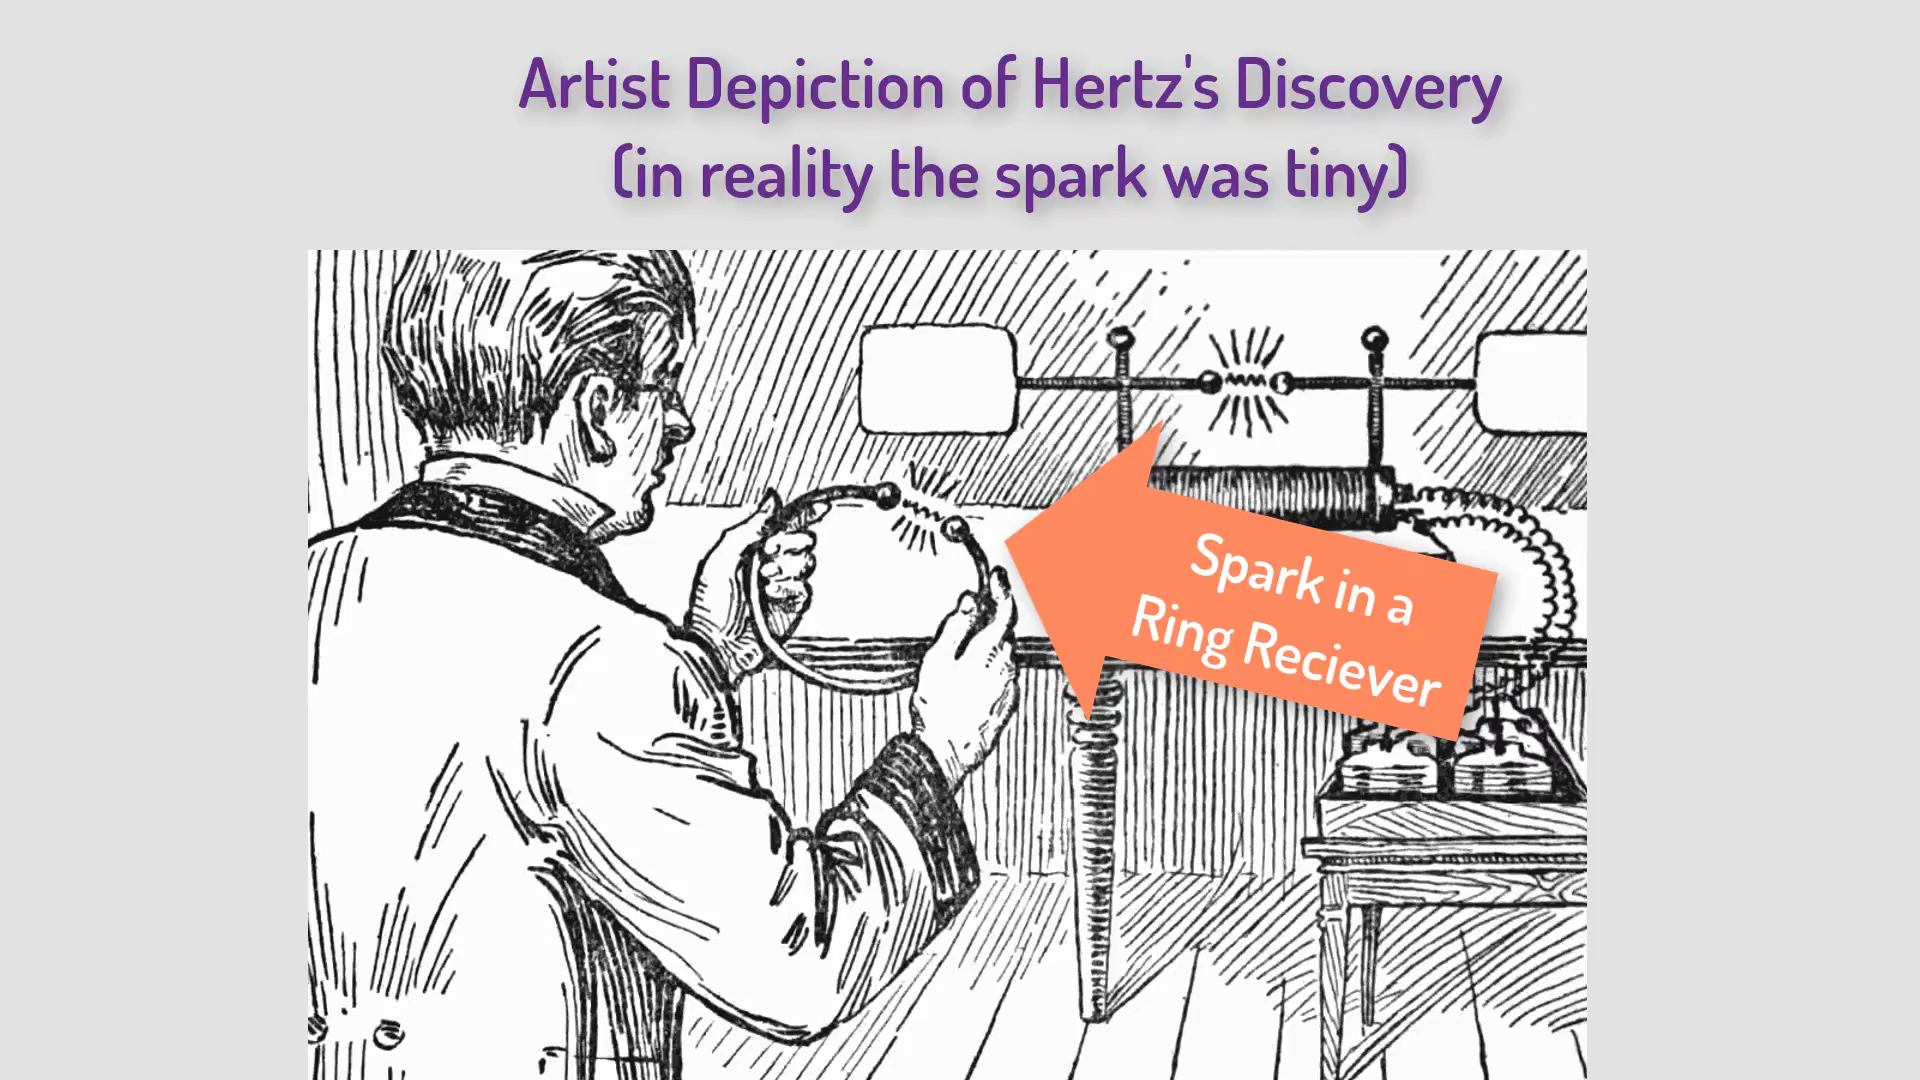 Artist Depiction of Hertz's Discovery
(in reality the spark was tiny)
Spark in a
Ring Reciever